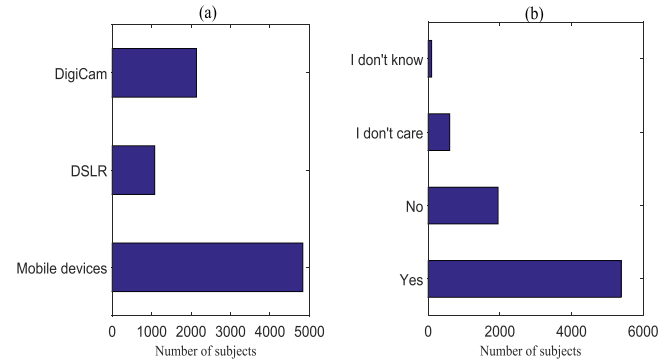 (a)
DigiCam
DSLR
Mobile devices
0 1000 2000 3000 4000 5000
Number of subjects
(b)
I don't know
I don't care
No
Yes
0 2000 4000 6000
Number of subjects